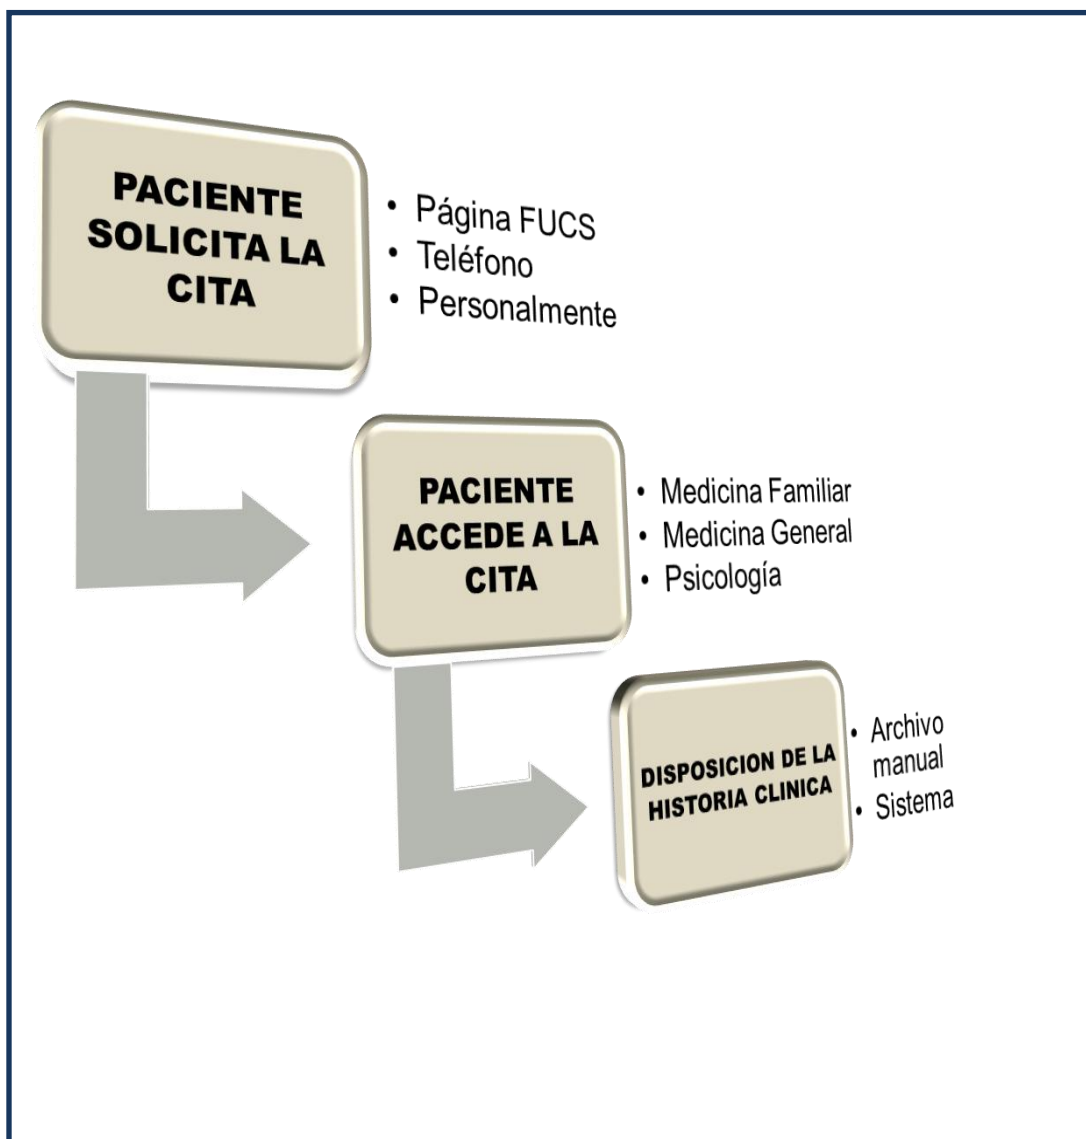 PACIENTE
SOLICITA LA
CITA
• Página FUCS
• Teléfono
• Personalmente
PACIENTE
ACCEDE A LA
CITA
• Medicina Familiar
• Medicina General
• Psicología
DISPOSICION DE LA
HISTORIA CLINICA
• Archivo
manual
• Sistema